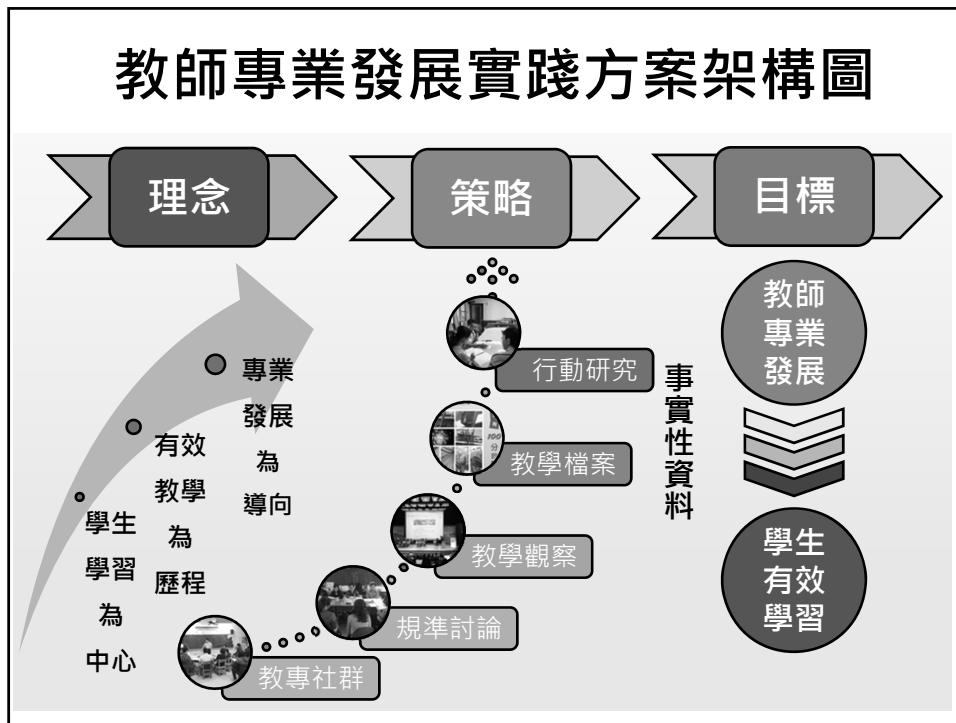 教師專業發展實踐方案架構圖
理念
策略
目標
學生
學習
為
中心
有效
教學
為
歷程
專業
發展
為
導向
教專社群
規準討論
教學觀察
教學檔案
行動研究
事實性資料
教師
專業
發展
學生
有效
學習